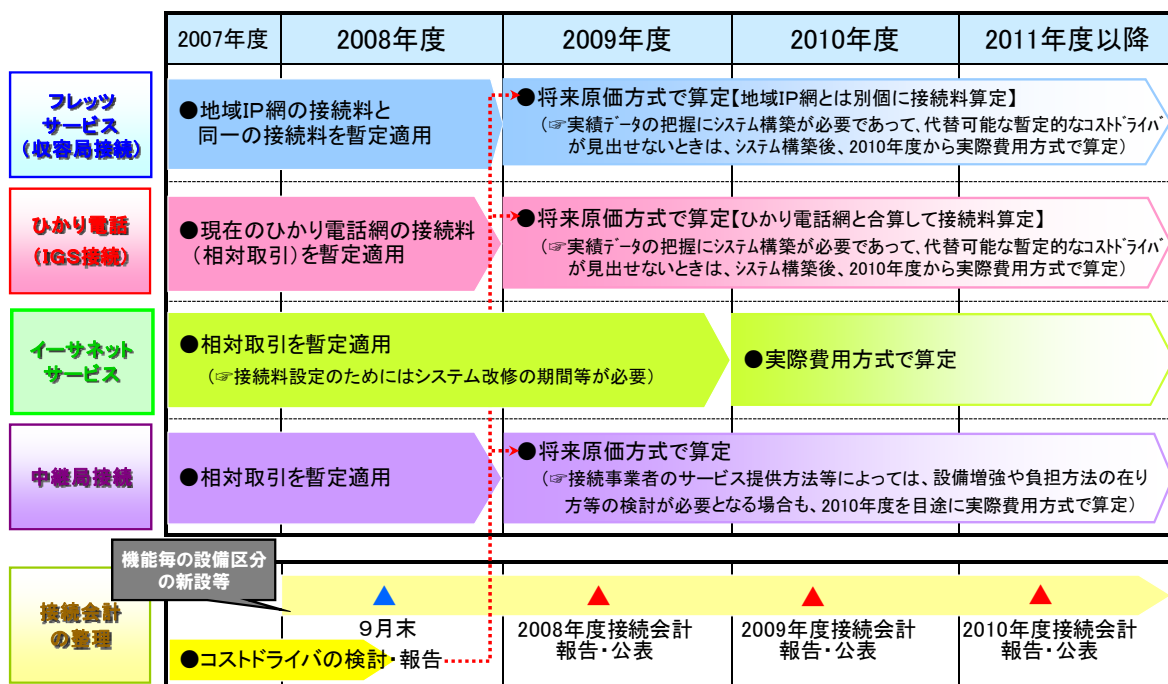 2007年度 2008年度 2009年度 2010年度 2011年度以降
フレッツ
サービス
（収容局接続）
●地域IP網の接続料と
同一の接続料を暫定適用
●将来原価方式で算定【地域IP網とは別個に接続料算定】
（☞実績データの把握にシステム構築が必要であって、代替可能な暫定的なコストドライバ
が見出せないときは、システム構築後、2010年度から実際費用方式で算定）
ひかり電話
（IGS接続）
●現在のひかり電話網の接続料
（相対取引）を暫定適用
●将来原価方式で算定【ひかり電話網と合算して接続料算定】
（☞実績データの把握にシステム構築が必要であって、代替可能な暫定的なコストドライバ
が見出せないときは、システム構築後、2010年度から実際費用方式で算定）
イーサネット
サービス
●相対取引を暫定適用
（☞接続料設定のためにはシステム改修の期間等が必要）
●実際費用方式で算定
中継局接続
●相対取引を暫定適用
●将来原価方式で算定
（☞接続事業者のサービス提供方法等によっては、設備増強や負担方法の在り
方等の検討が必要となる場合も、2010年度を目途に実際費用方式で算定）
機能毎の設備区分
の新設等
接続会計
の整理
９月末
●コストドライバの検討・報告
2008年度接続会計
報告・公表
2009年度接続会計
報告・公表
2010年度接続会計
報告・公表